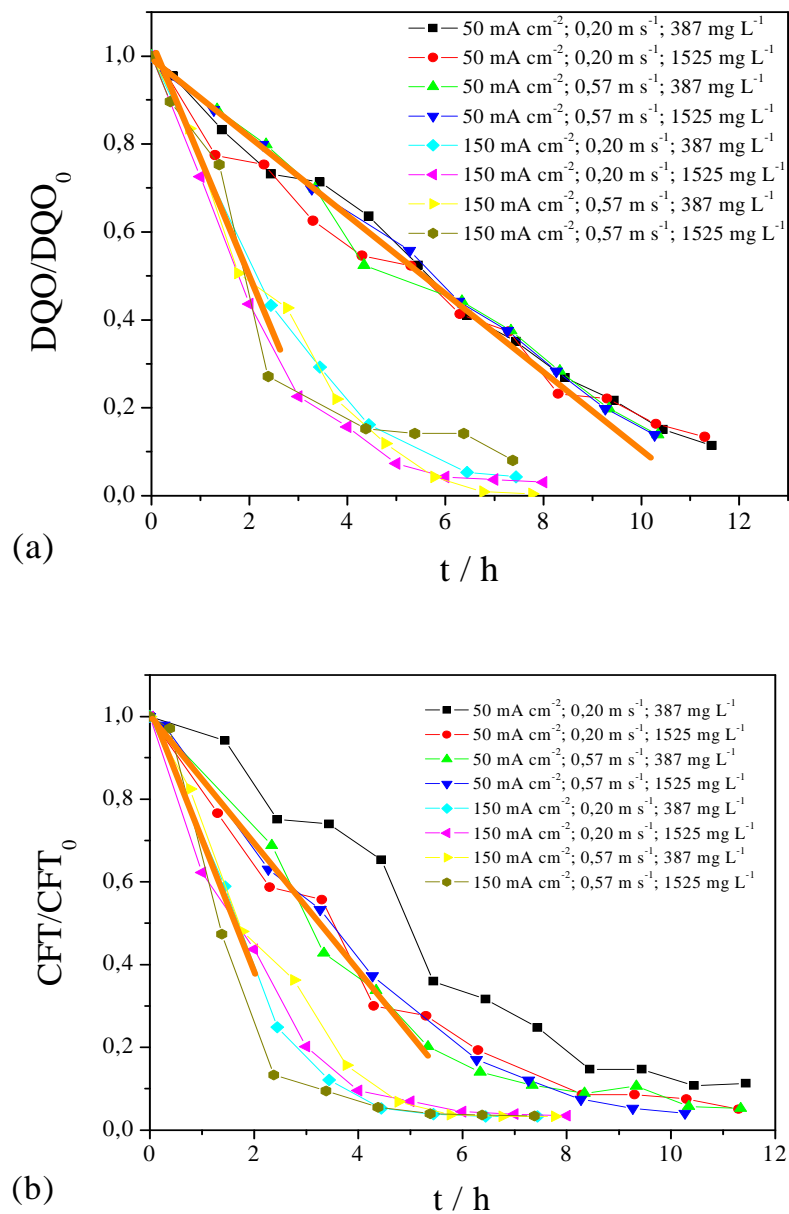 50 mA cm⁻²; 0,20 m s⁻¹; 387 mg L⁻¹
50 mA cm⁻²; 0,20 m s⁻¹; 1525 mg L⁻¹
50 mA cm⁻²; 0,57 m s⁻¹; 387 mg L⁻¹
50 mA cm⁻²; 0,57 m s⁻¹; 1525 mg L⁻¹
150 mA cm⁻²; 0,20 m s⁻¹; 387 mg L⁻¹
150 mA cm⁻²; 0,20 m s⁻¹; 1525 mg L⁻¹
150 mA cm⁻²; 0,57 m s⁻¹; 387 mg L⁻¹
150 mA cm⁻²; 0,57 m s⁻¹; 1525 mg L⁻¹
1,0
0,8
0,6
0,4
0,2
0,0
DQO/DQO₀
0 2 4 6 8 10 12
t / h
(a)
50 mA cm⁻²; 0,20 m s⁻¹; 387 mg L⁻¹
50 mA cm⁻²; 0,20 m s⁻¹; 1525 mg L⁻¹
50 mA cm⁻²; 0,57 m s⁻¹; 387 mg L⁻¹
50 mA cm⁻²; 0,57 m s⁻¹; 1525 mg L⁻¹
150 mA cm⁻²; 0,20 m s⁻¹; 387 mg L⁻¹
150 mA cm⁻²; 0,20 m s⁻¹; 1525 mg L⁻¹
150 mA cm⁻²; 0,57 m s⁻¹; 387 mg L⁻¹
150 mA cm⁻²; 0,57 m s⁻¹; 1525 mg L⁻¹
1,0
0,8
0,6
0,4
0,2
0,0
CFT/CFT₀
0 2 4 6 8 10 12
t / h
(b)